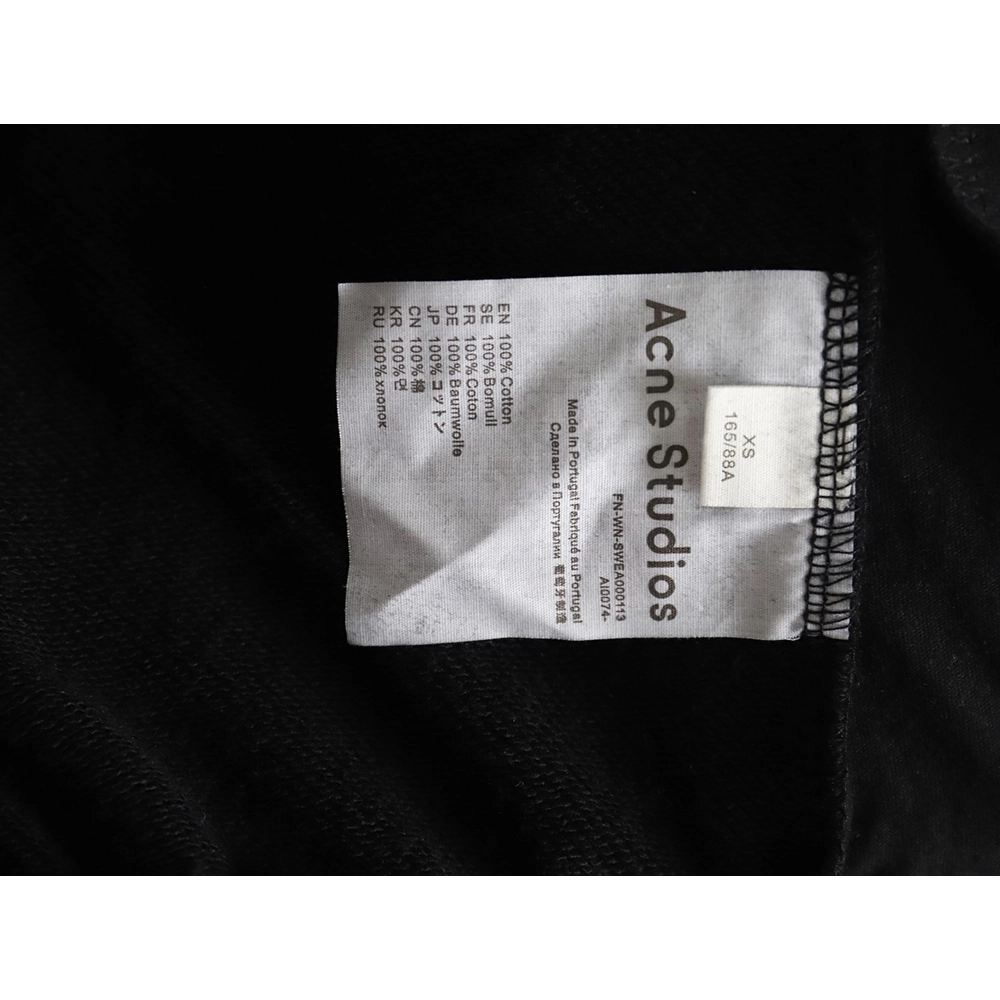 XS
165/88A
Acne Studios
FN-WN-SWEA000113
AI0074-
Made in Portugal Fabriqué au Portugal
Сделано в Португалии 葡萄牙制造
EN 100% Cotton
SE 100% Bomull
FR 100% Coton
DE 100% Baumwolle
JP 100% コットン
CN 100% 棉
KR 100% 면
RU 100% хлопок